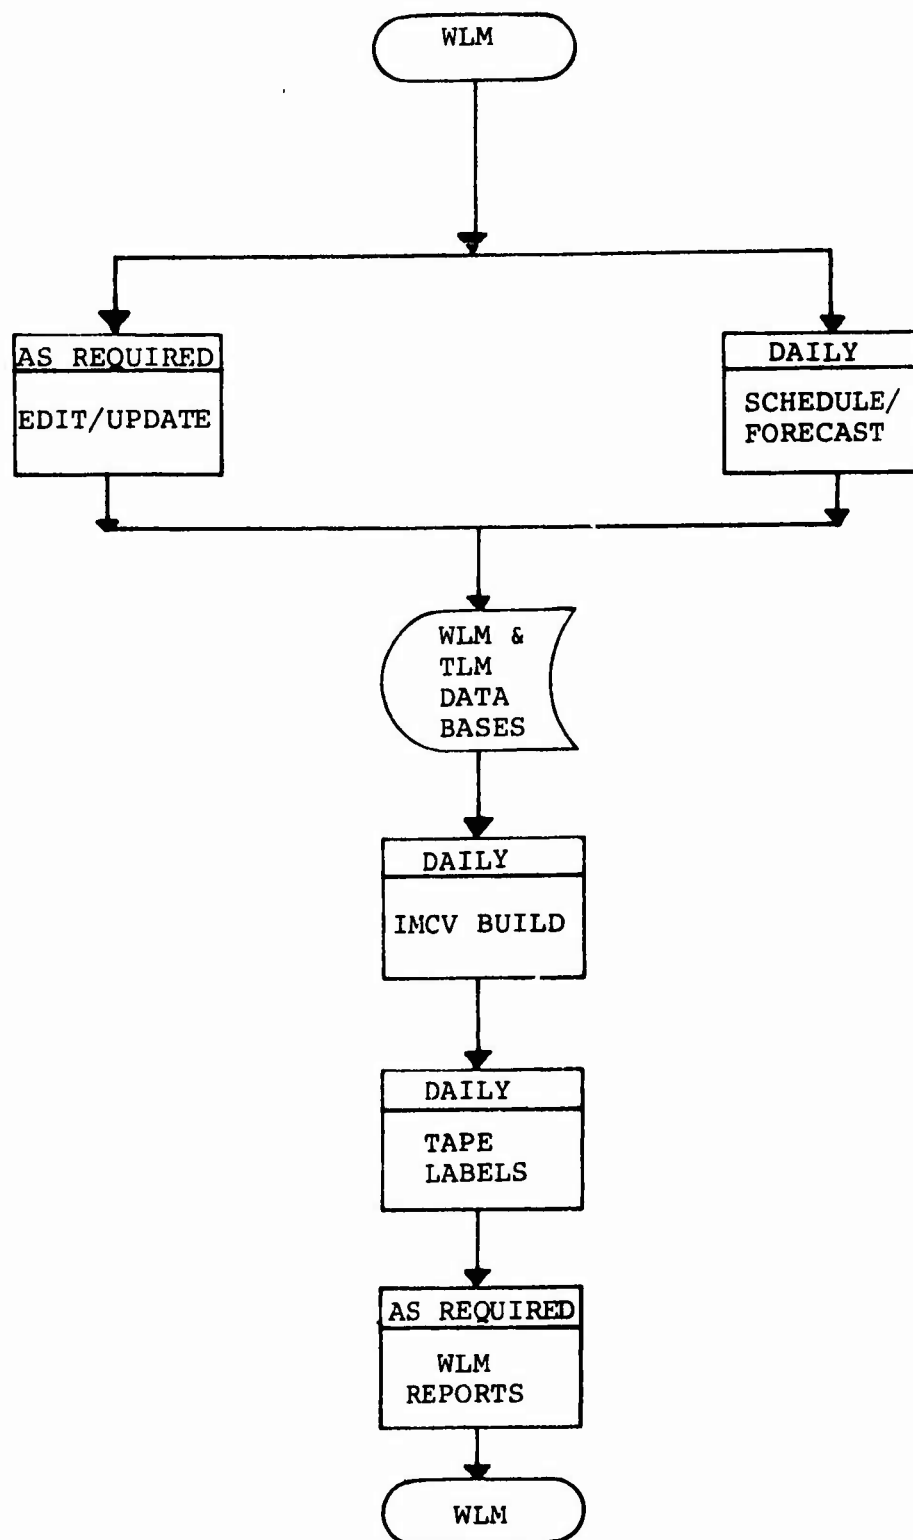 WLM
AS REQUIRED
EDIT/UPDATE
DAILY
SCHEDULE/
FORECAST
WLM &
TLM
DATA
BASES
DAILY
IMCV BUILD
DAILY
TAPE
LABELS
AS REQUIRED
WLM
REPORTS
WLM